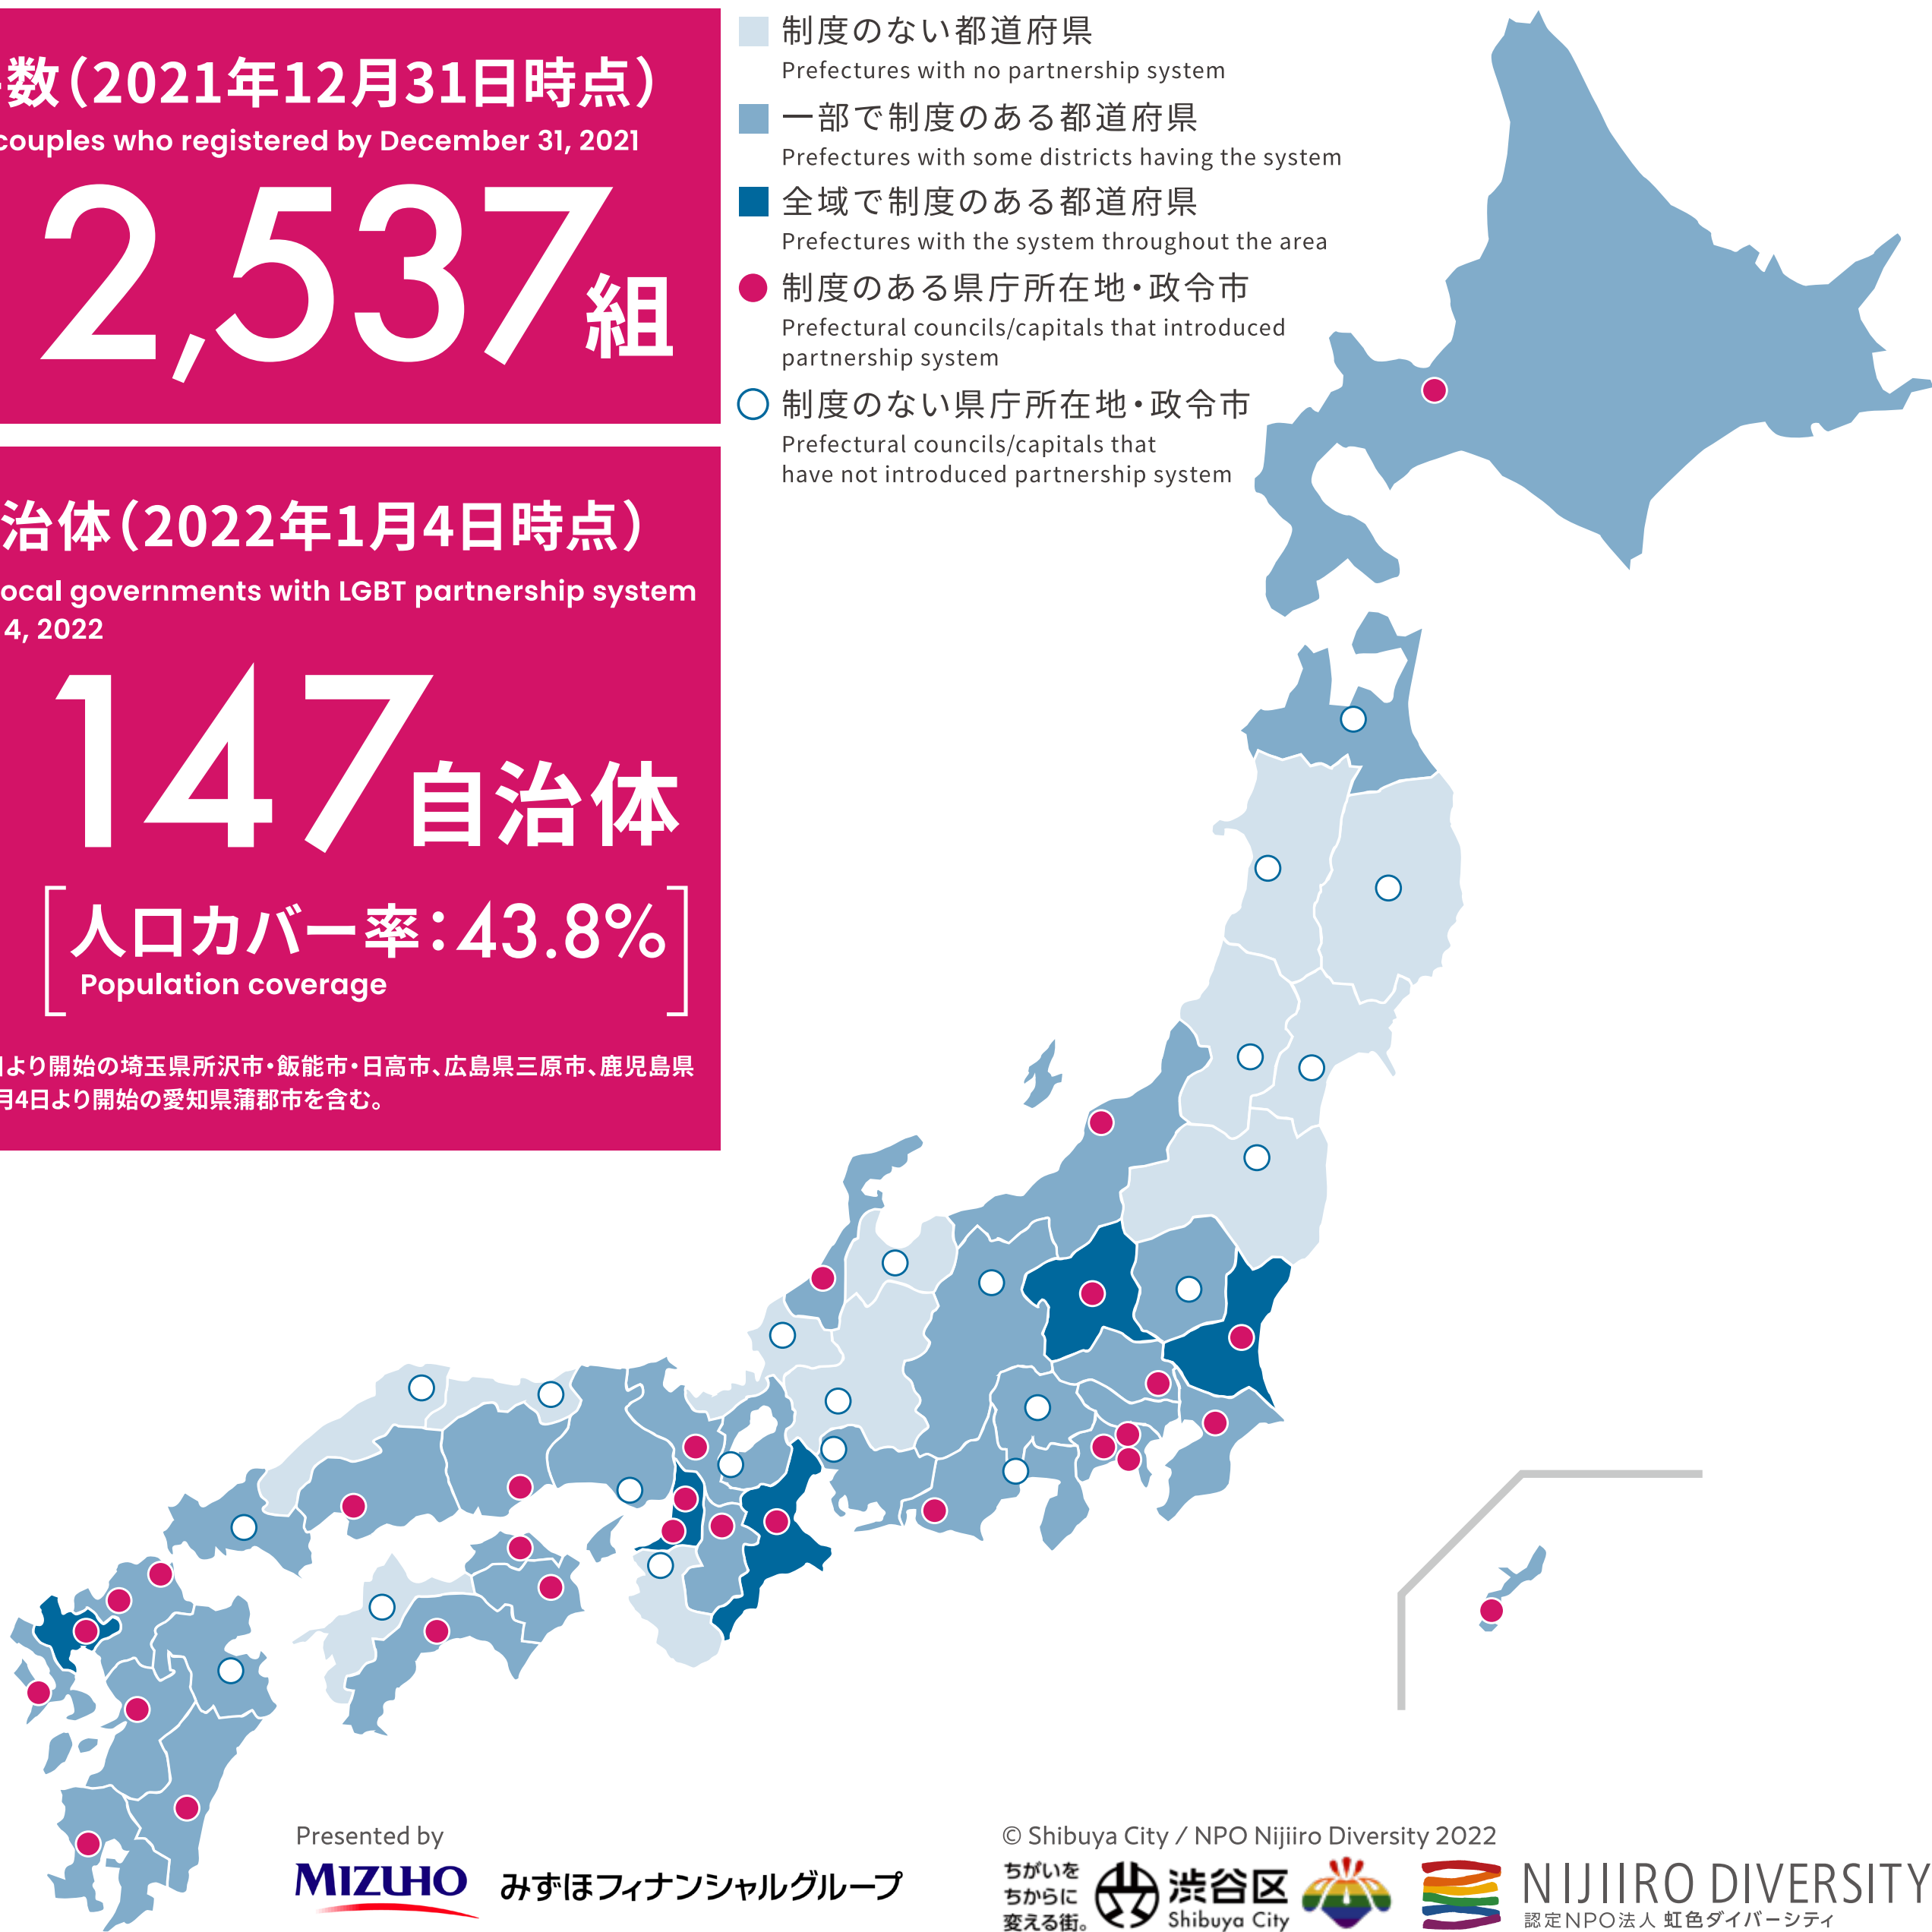 数（2021年12月31日時点）
couples who registered by December 31, 2021
2,537組
治体（2022年1月4日時点）
ocal governments with LGBT partnership system
4, 2022
147自治体
人口カバー率：43.8%
Population coverage
より開始の埼玉県所沢市・飯能市・日高市、広島県三原市、鹿児島県
月4日より開始の愛知県蒲郡市を含む。
制度のない都道府県
Prefectures with no partnership system
一部で制度のある都道府県
Prefectures with some districts having the system
全域で制度のある都道府県
Prefectures with the system throughout the area
制度のある県庁所在地・政令市
Prefectural councils/capitals that introduced
partnership system
制度のない県庁所在地・政令市
Prefectural councils/capitals that
have not introduced partnership system
Presented by
MIZUHO みずほフィナンシャルグループ
© Shibuya City / NPO Nijiiro Diversity 2022
ちがいを
ちからに
変える街。
渋谷区
Shibuya City
NIJIIRO DIVERSITY
認定NPO法人 虹色ダイバーシティ